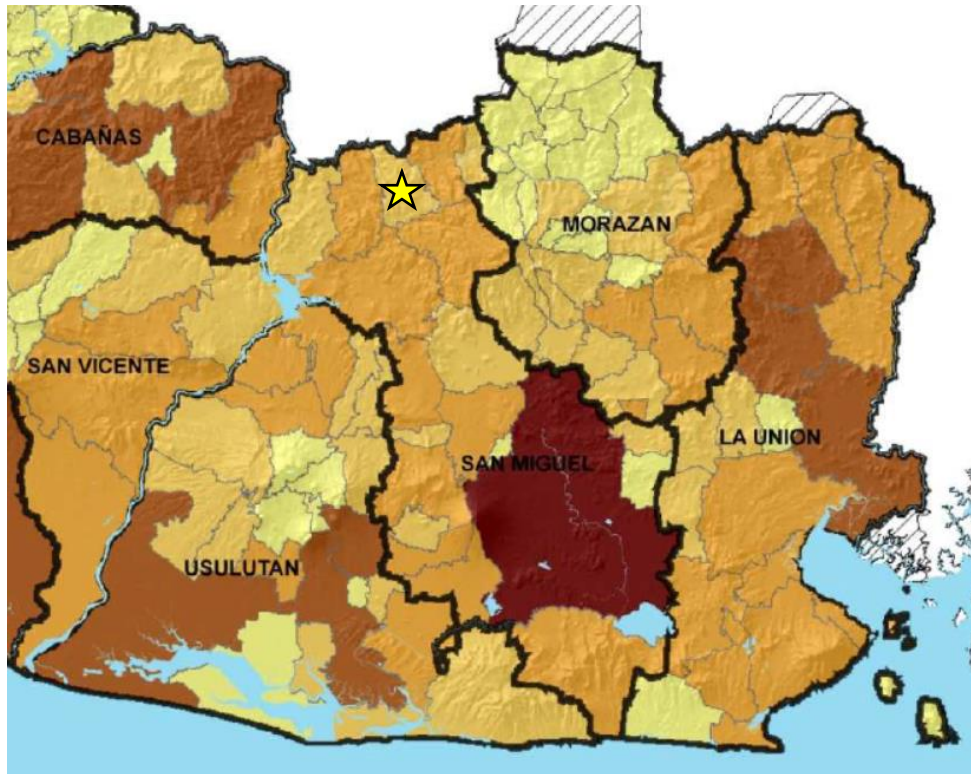 CABAÑAS
MORAZAN
SAN VICENTE
LA UNION
SAN MIGUEL
USULUTAN